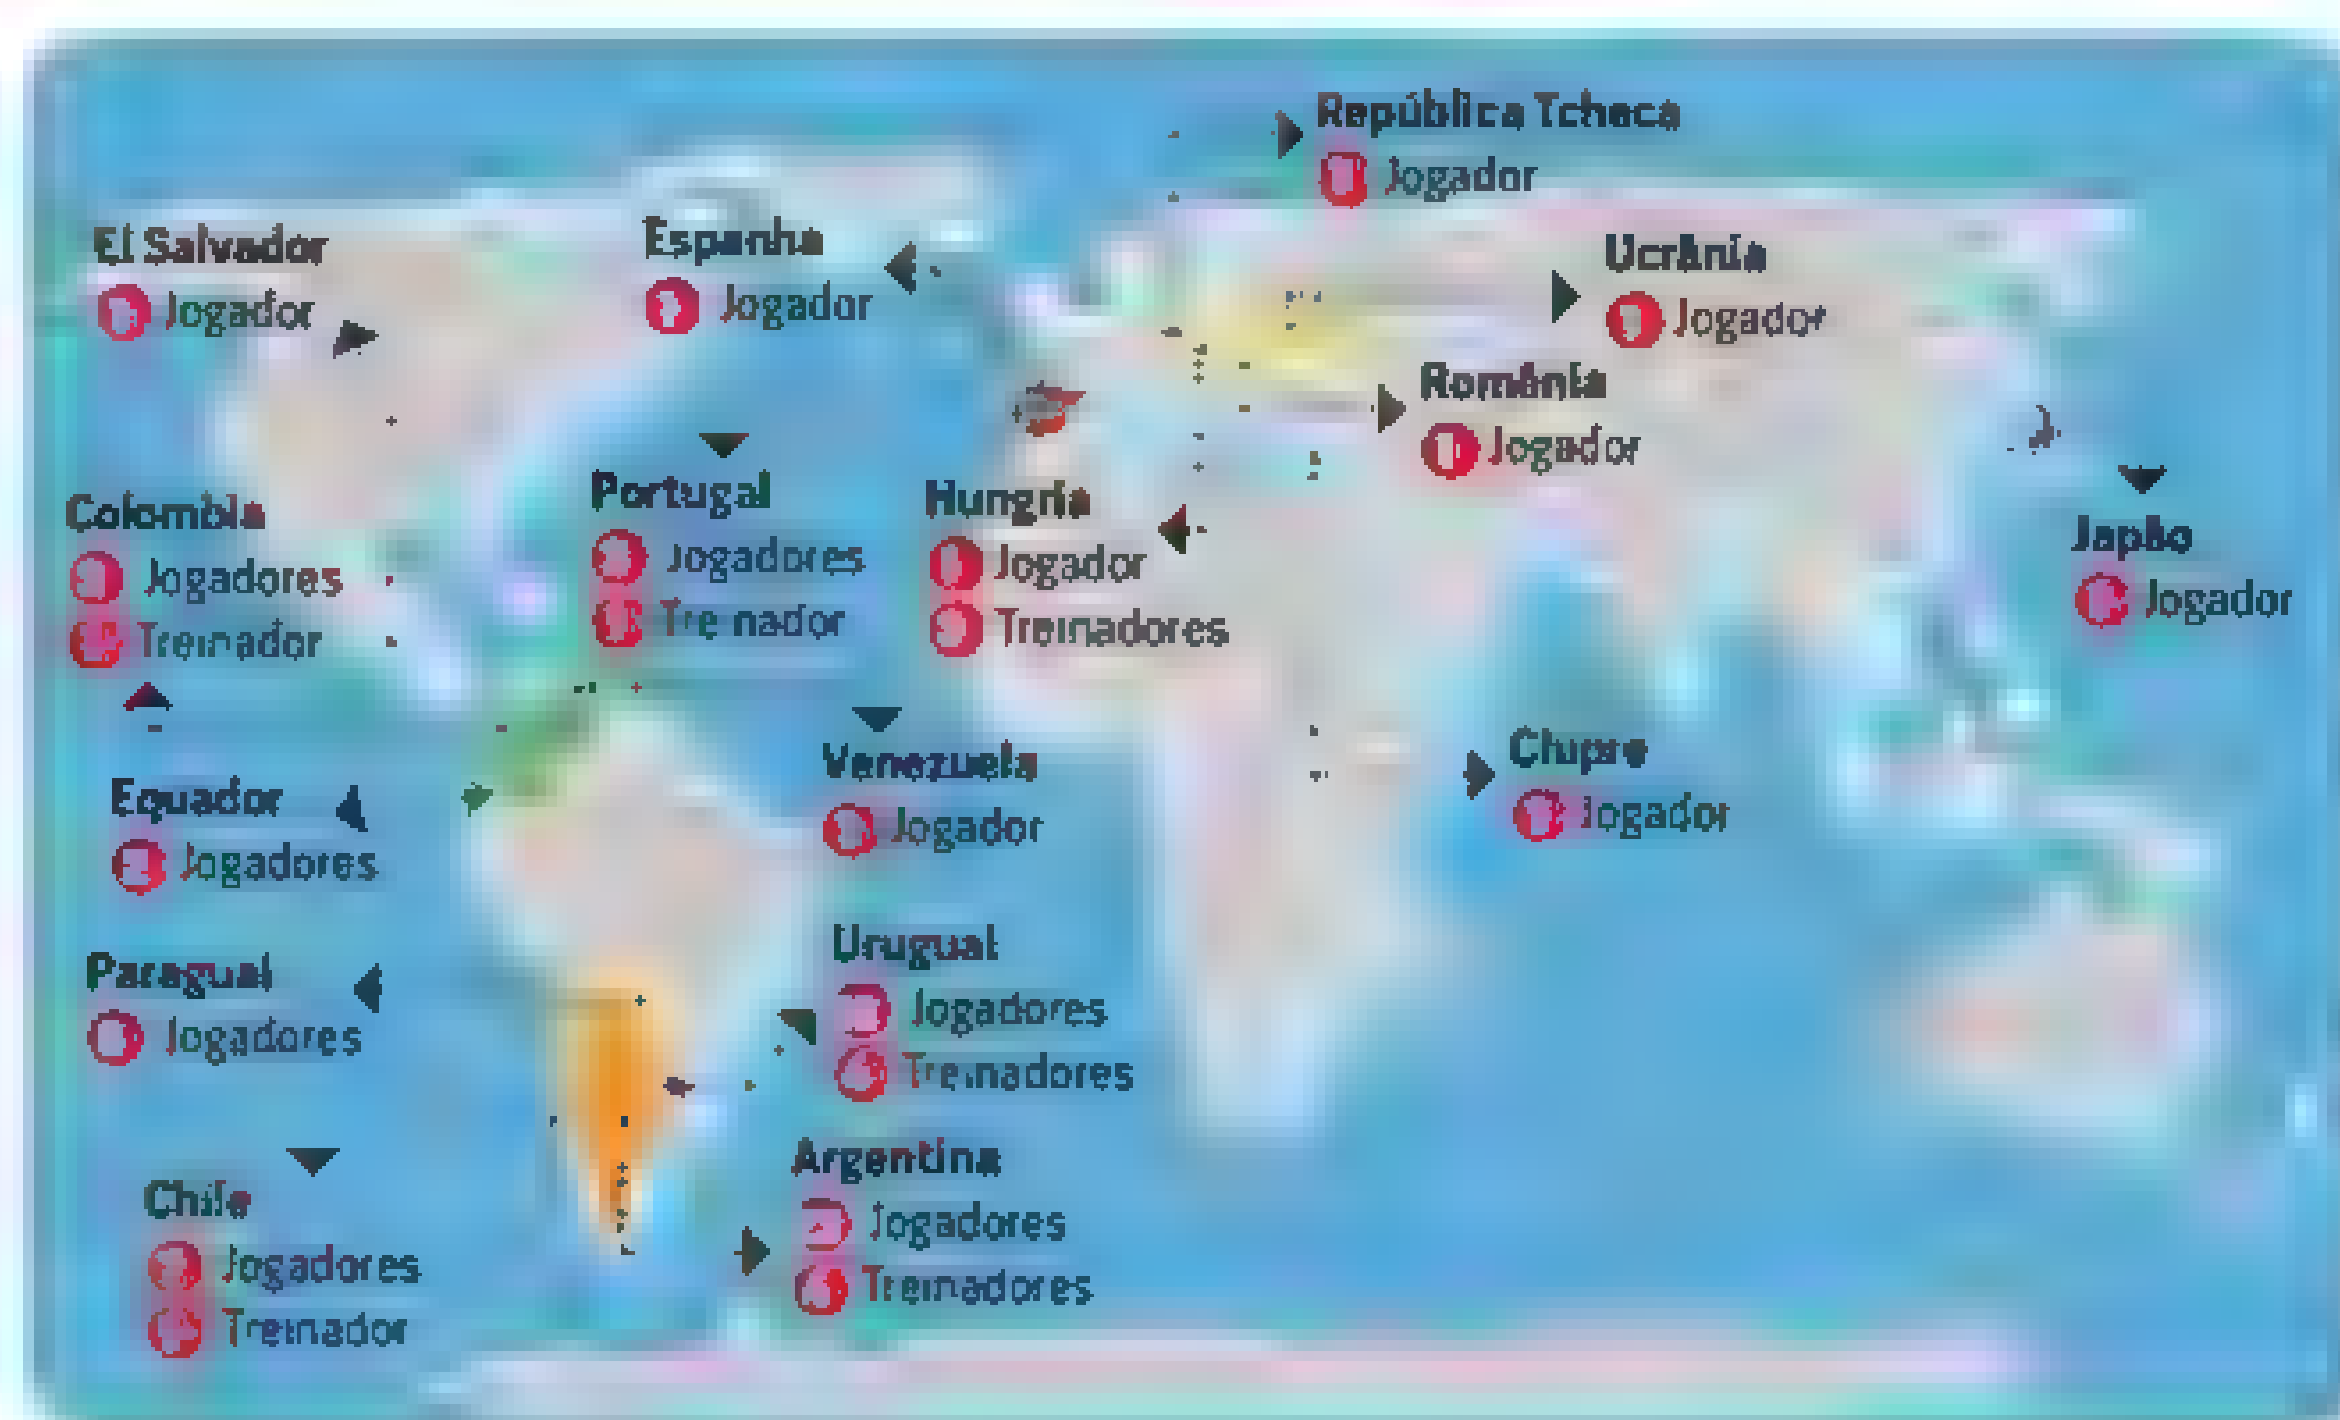 República Tcheca
Jogador
El Salvador
Jogador
Espanha
Jogador
Ucrânia
Jogador
Romênia
Jogador
Colombia
Jogadores
Treinador
Portugal
Jogadores
Treinador
Hungria
Jogador
Treinadores
Japão
Jogador
Equador
Jogadores
Venezuela
Jogador
Chipre
Jogador
Paraguai
Jogadores
Uruguai
Jogadores
Treinadores
Chile
Jogadores
Treinador
Argentina
Jogadores
Treinadores